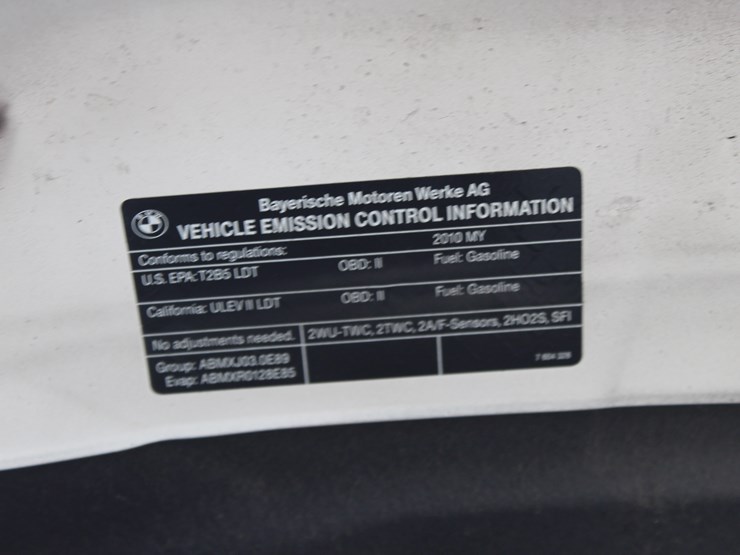 Bayerische Motoren Werke AG
VEHICLE EMISSION CONTROL INFORMATION
Conforms to regulations: 2010 MY
U.S. EPA: T2B5 LDT OBD: II Fuel: Gasoline
California: ULEV II LDT OBD: II Fuel: Gasoline
No adjustments needed. 2WU-TWC, 2TWC, 2A/F-Sensors, 2HO2S, SFI
Group: ABMXJ03.0E89
Evap: ABMXR0128E85